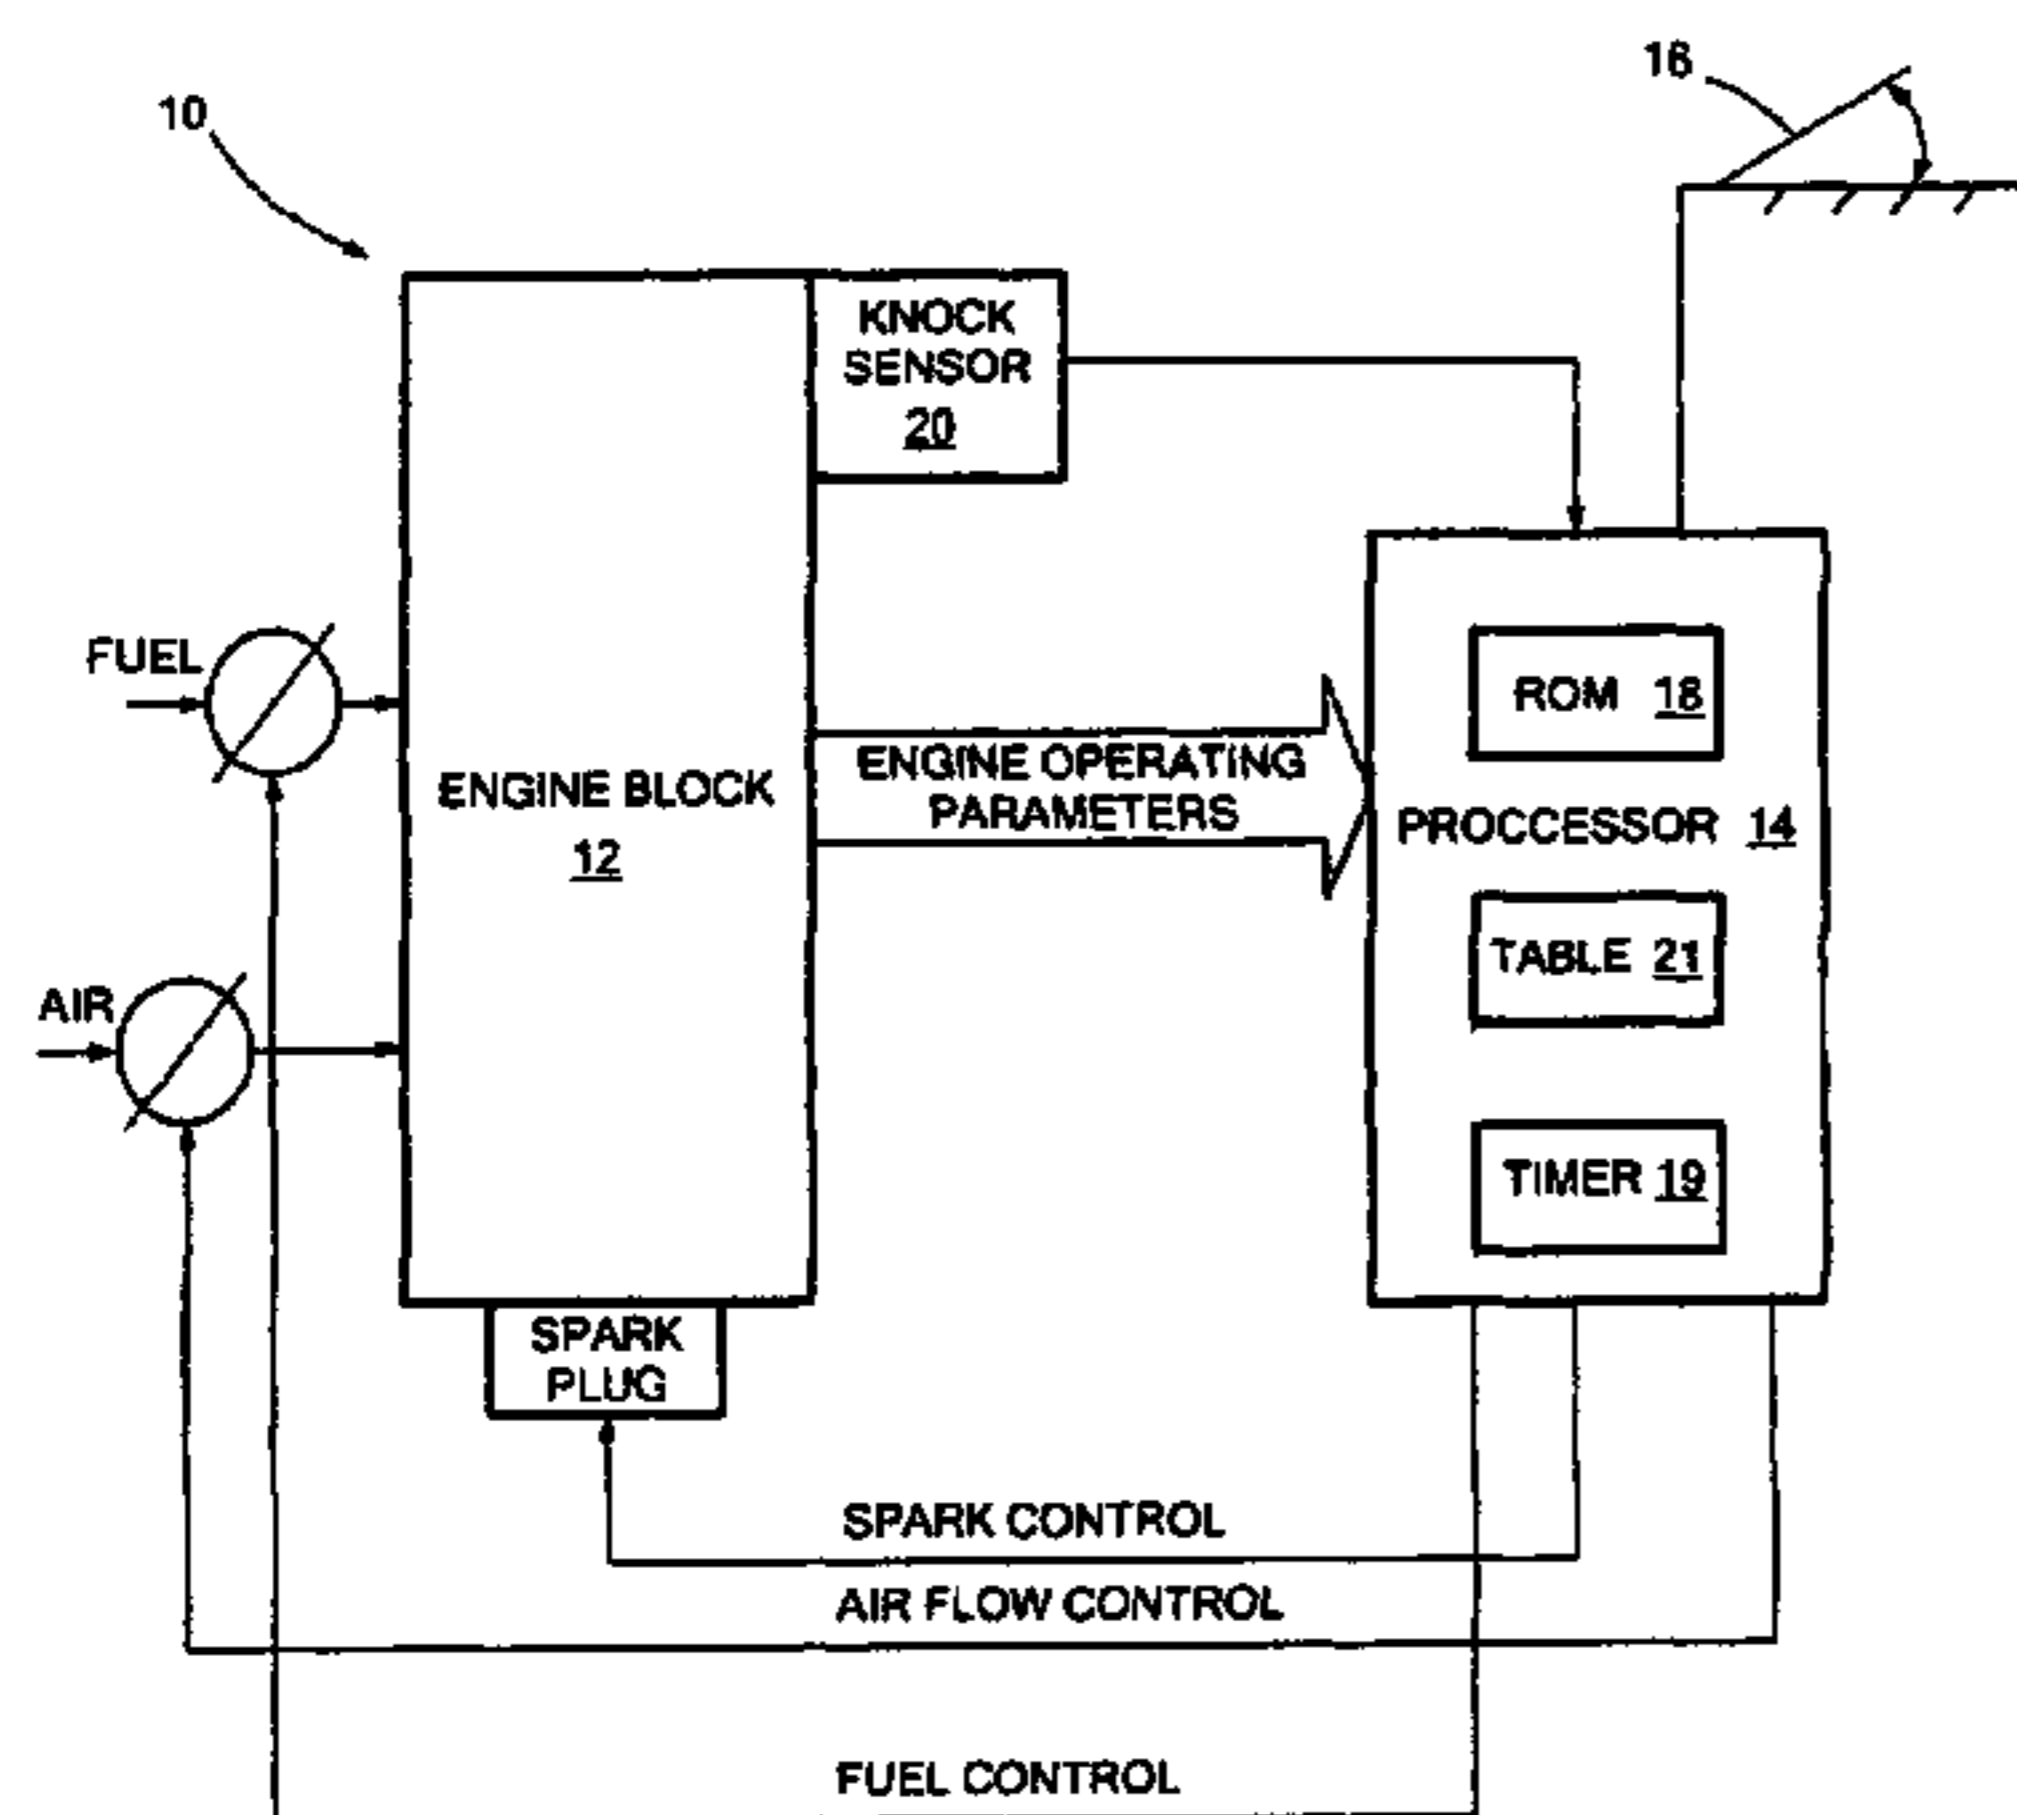 16
10
KNOCK
SENSOR
20
FUEL
ROM 18
ENGINE BLOCK
12
ENGINE OPERATING
PARAMETERS
PROCCESSOR 14
TABLE 21
AIR
TIMER 19
SPARK
PLUG
SPARK CONTROL
AIR FLOW CONTROL
FUEL CONTROL